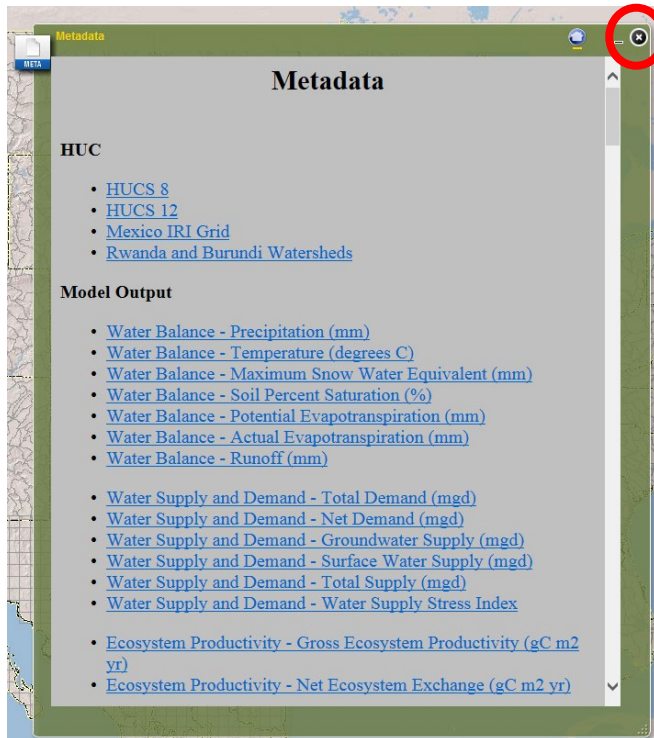 Metadata
META
Metadata
HUC
• HUCS 8
• HUCS 12
• Mexico IRI Grid
• Rwanda and Burundi Watersheds
Model Output
• Water Balance - Precipitation (mm)
• Water Balance - Temperature (degrees C)
• Water Balance - Maximum Snow Water Equivalent (mm)
• Water Balance - Soil Percent Saturation (%)
• Water Balance - Potential Evapotranspiration (mm)
• Water Balance - Actual Evapotranspiration (mm)
• Water Balance - Runoff (mm)
• Water Supply and Demand - Total Demand (mgd)
• Water Supply and Demand - Net Demand (mgd)
• Water Supply and Demand - Groundwater Supply (mgd)
• Water Supply and Demand - Surface Water Supply (mgd)
• Water Supply and Demand - Total Supply (mgd)
• Water Supply and Demand - Water Supply Stress Index
• Ecosystem Productivity - Gross Ecosystem Productivity (gC m2
yr)
• Ecosystem Productivity - Net Ecosystem Exchange (gC m2 yr)